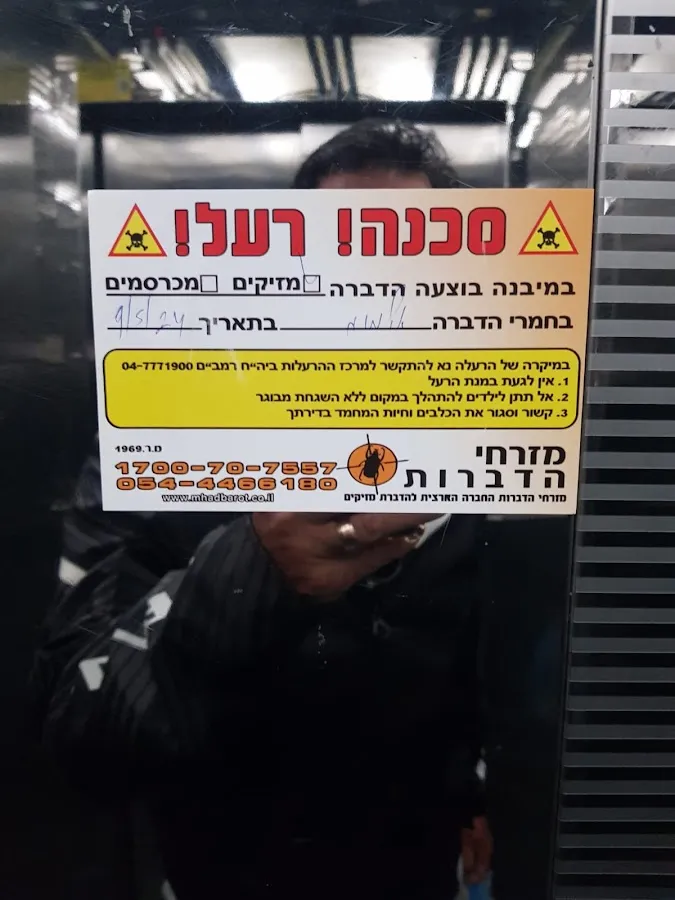 סכנה! רעל!
במיבנה בוצעה הדברה מזיקים מכרסמים
בחמרי הדברה בתאריך 9/5/24
במיקרה של הרעלה נא להתקשר למרכז ההרעלות ביה״ח רמב״ם 04-7771900
1. אין לגעת במנת הרעל
2. אל תתן לילדים להתהלך במקום ללא השגחת מבוגר
3. קשור וסגור את הכלבים וחיות המחמד בדירתך
מזרחי
הדברות
מזרחי הדברות החברה הארצית להדברת מזיקים
ם.ר.1969
1700-70-7557
054-4466180
www.mhadbarot.co.il